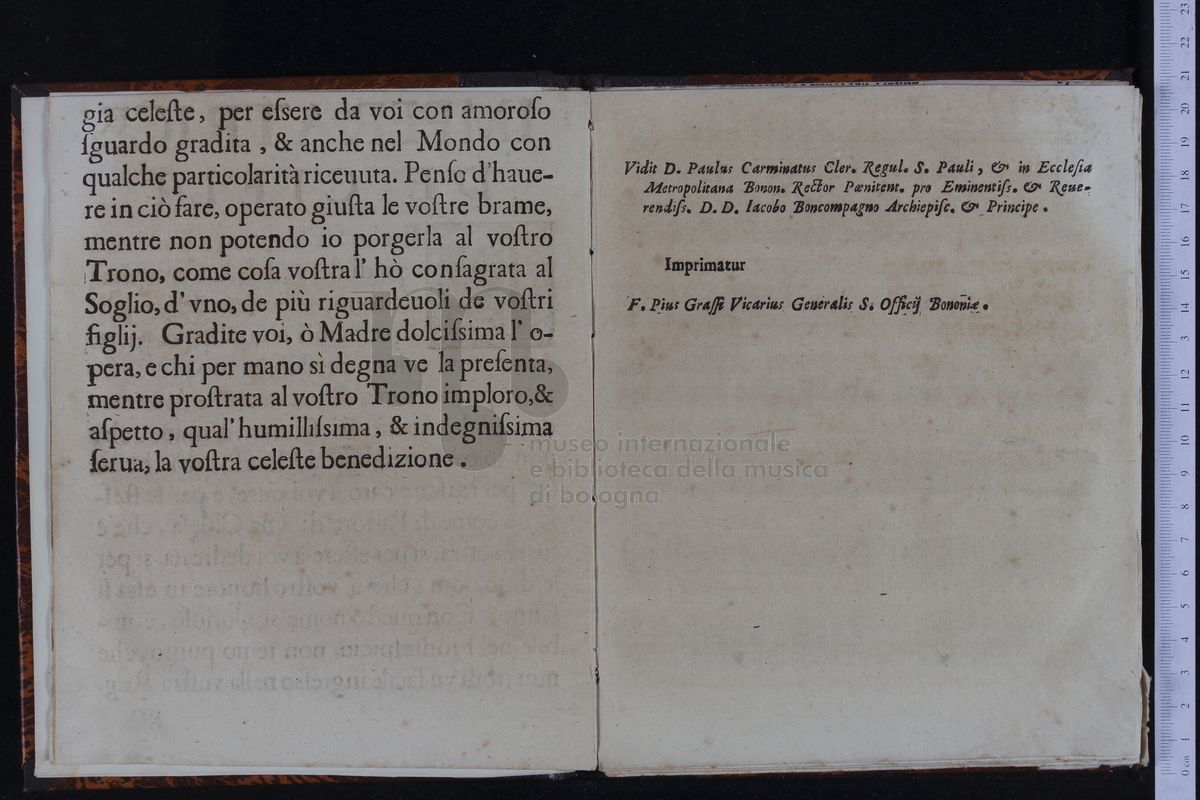 gia celeſte, per eſsere da voi con amoroſo
ſguardo gradita, & anche nel Mondo con
qualche particolarità riceuuta. Penſo d'haue-
re in ciò fare, operato giuſta le voſtre brame,
mentre non potendo io porgerla al voſtro
Trono, come coſa voſtra l' hò conſagrata al
Soglio, d' vno, de più riguardeuoli de voſtri
figlij. Gradite voi, ò Madre dolciſsima l' o-
pera, e chi per mano sì degna ve la preſenta,
mentre proſtrata al voſtro Trono imploro, &
aſpetto, qual' humilliſsima, & indegniſsima
ſerua, la voſtra celeſte benedizione.
Vidit D. Paulus Carminatus Cler. Regul. S. Pauli, & in Eccleſia
Metropolitana Bonon. Rector Pænitent. pro Eminentiſs. & Reue-
rendiſs. D. D. Iacobo Boncompagno Archiepiſc. & Principe.
Imprimatur
F. Pius Graſſi Vicarius Generalis S. Officij Bononiæ.
museo internazionale
e biblioteca della musica
di bologna